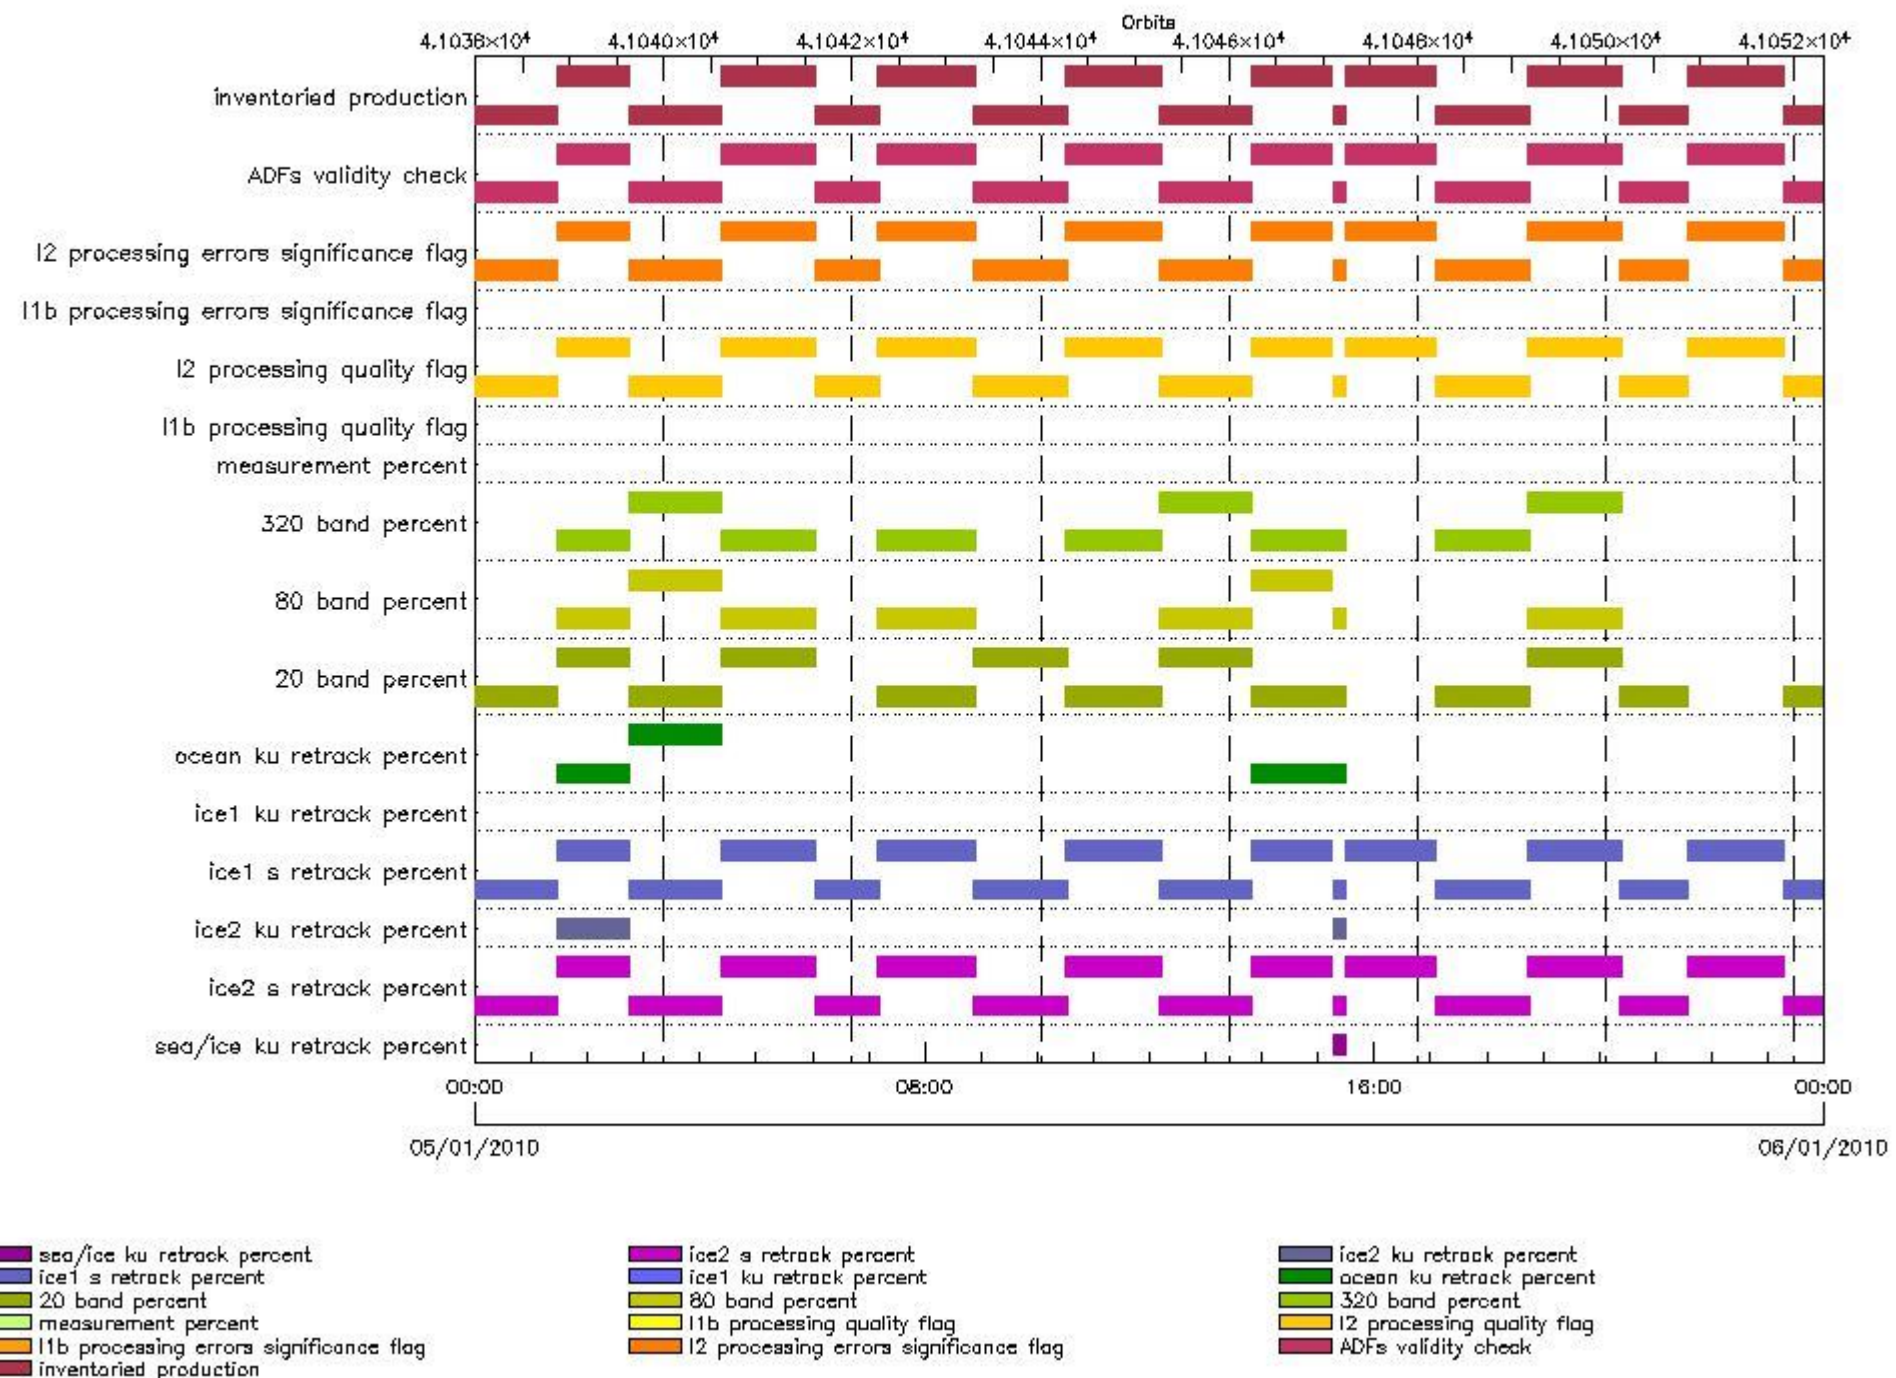 Orbits
4.1038×10⁴ 4.1040×10⁴ 4.1042×10⁴ 4.1044×10⁴ 4.1046×10⁴ 4.1048×10⁴ 4.1050×10⁴ 4.1052×10⁴
inventoried production
ADFs validity check
l2 processing errors significance flag
l1b processing errors significance flag
l2 processing quality flag
l1b processing quality flag
measurement percent
320 band percent
80 band percent
20 band percent
ocean ku retrack percent
ice1 ku retrack percent
ice1 s retrack percent
ice2 ku retrack percent
ice2 s retrack percent
sea/ice ku retrack percent
00:00 08:00 16:00 00:00
05/01/2010 06/01/2010
sea/ice ku retrack percent ice2 s retrack percent ice2 ku retrack percent
ice1 s retrack percent ice1 ku retrack percent ocean ku retrack percent
20 band percent 80 band percent 320 band percent
measurement percent l1b processing quality flag l2 processing quality flag
l1b processing errors significance flag l2 processing errors significance flag ADFs validity check
inventoried production